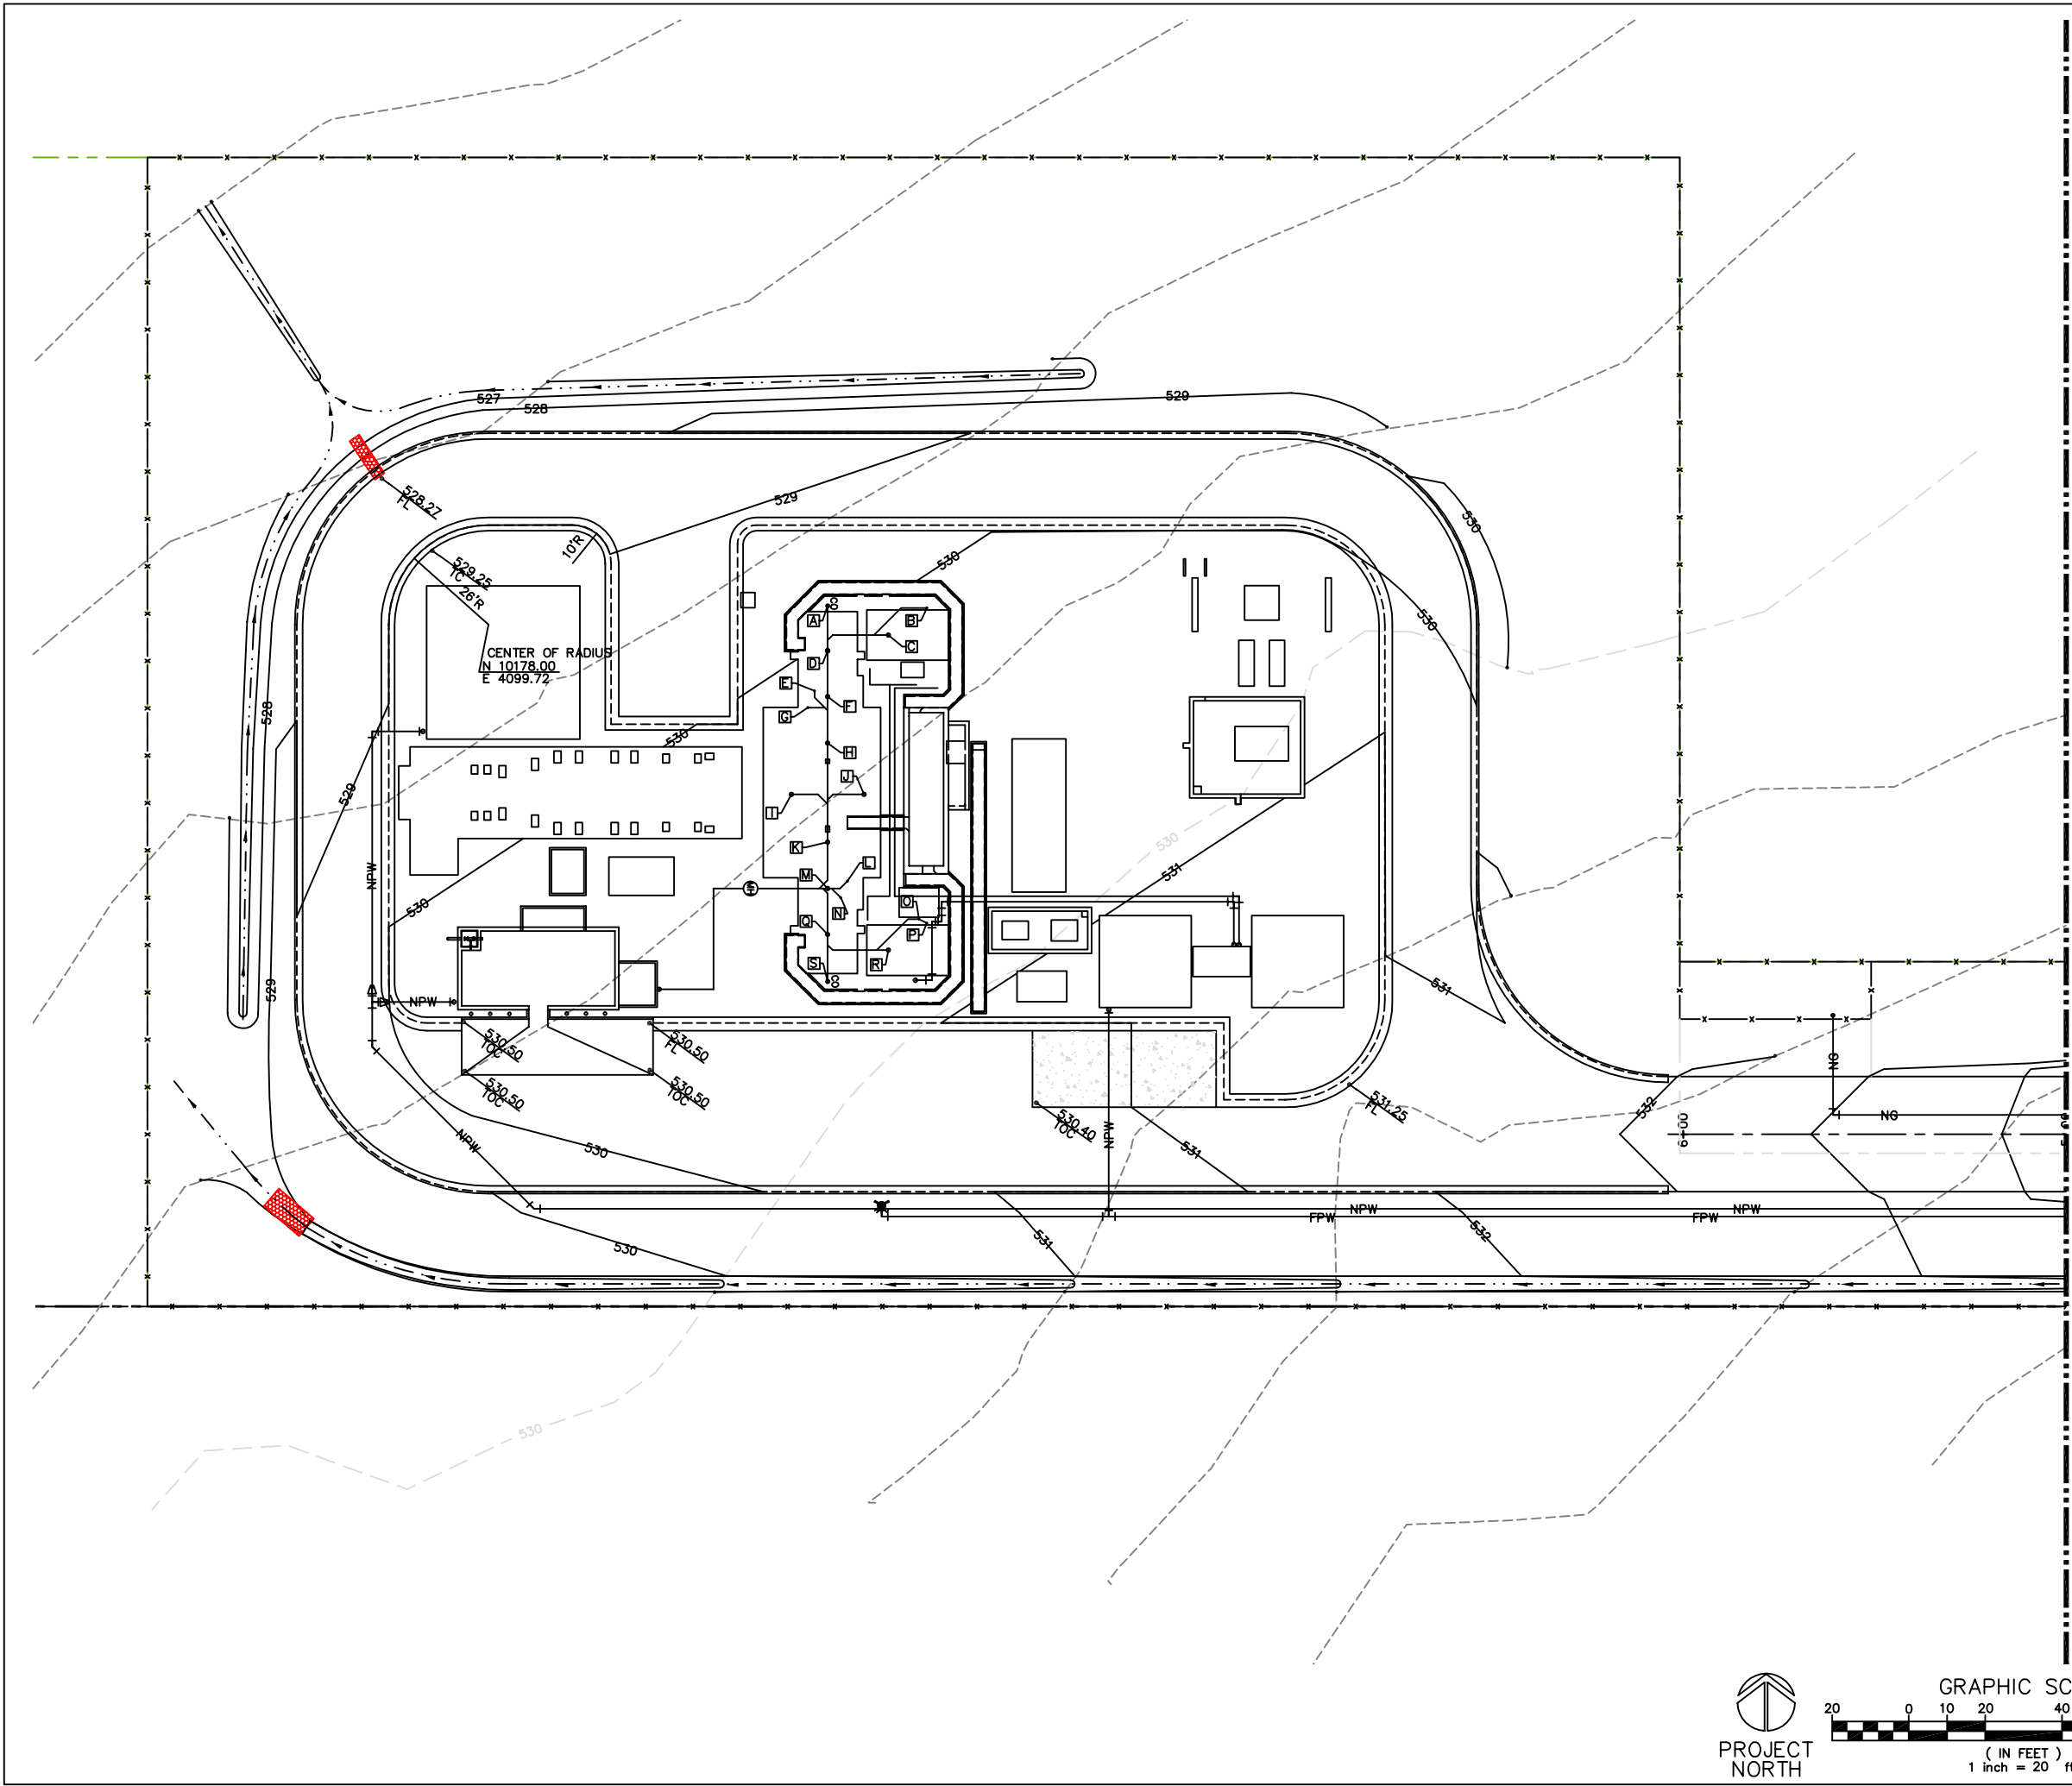 527
528
529
528.27
FL
529
530
10'R
529.25
TC
26'R
530
530
CO
A
B
C
D
CENTER OF RADIUS
N 10178.00
E 4099.72
E
F
G
528
530
H
J
529
I
530
K
531
L
M
NPW
530
O
Q
N
P
S
R
CO
529
NPW
531
530.50
TOC
530.50
FL
530.50
TOC
530.50
TOC
530.40
TOC
NPW
531.25
FL
532
6+00
NG
NG
NPW
530
531
NPW
NPW
FPW
FPW
530
531
532
530
GRAPHIC SC
20 0 10 20 40
( IN FEET )
1 inch = 20 f
PROJECT
NORTH